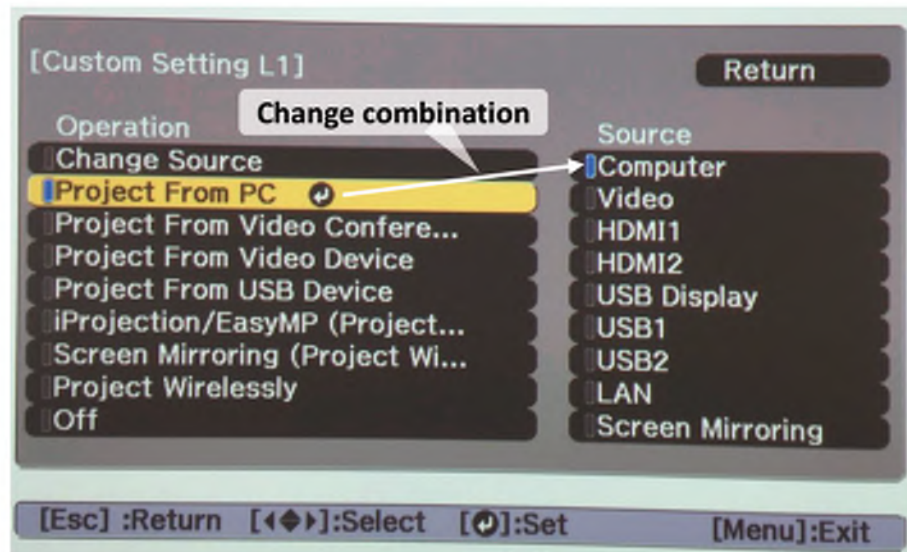 [Custom Setting L1]
Return
Change combination
Operation
Change Source
Project From PC
Project From Video Confere...
Project From Video Device
Project From USB Device
iProjection/EasyMP (Project...
Screen Mirroring (Project Wi...
Project Wirelessly
Off
Source
Computer
Video
HDMI1
HDMI2
USB Display
USB1
USB2
LAN
Screen Mirroring
[Esc] :Return [◀◆▶]:Select [↵]:Set [Menu]:Exit